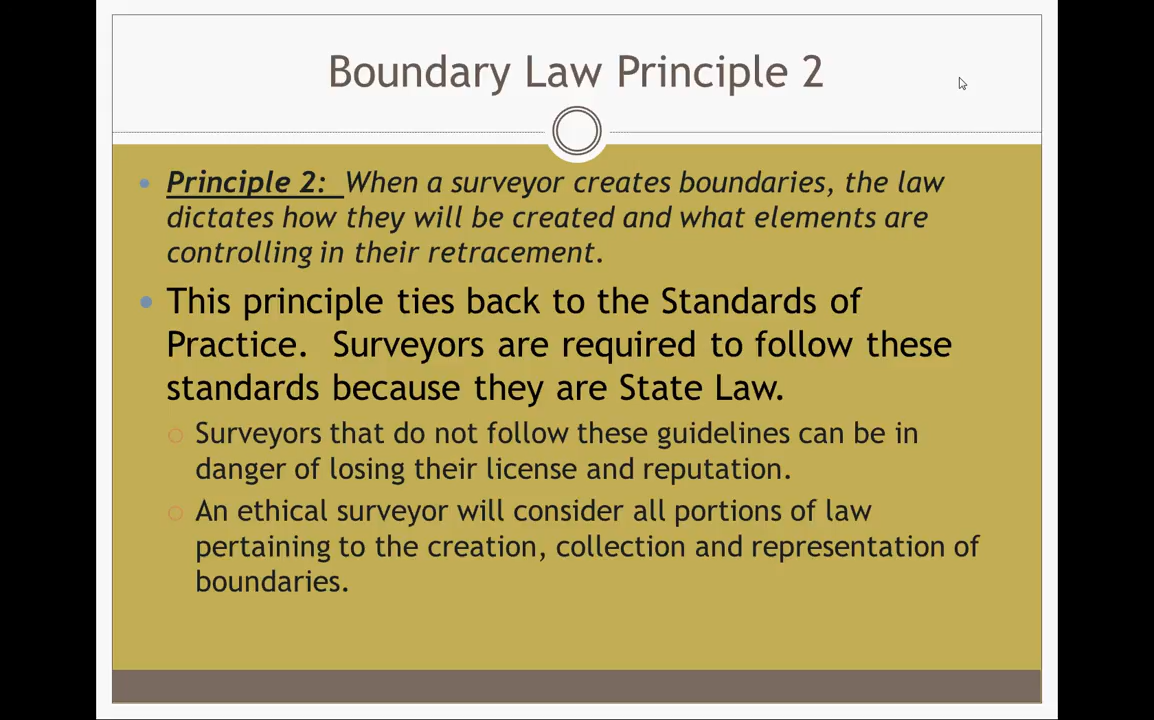 Boundary Law Principle 2
Principle 2: When a surveyor creates boundaries, the law
dictates how they will be created and what elements are
controlling in their retracement.
This principle ties back to the Standards of
Practice. Surveyors are required to follow these
standards because they are State Law.
Surveyors that do not follow these guidelines can be in
danger of losing their license and reputation.
An ethical surveyor will consider all portions of law
pertaining to the creation, collection and representation of
boundaries.